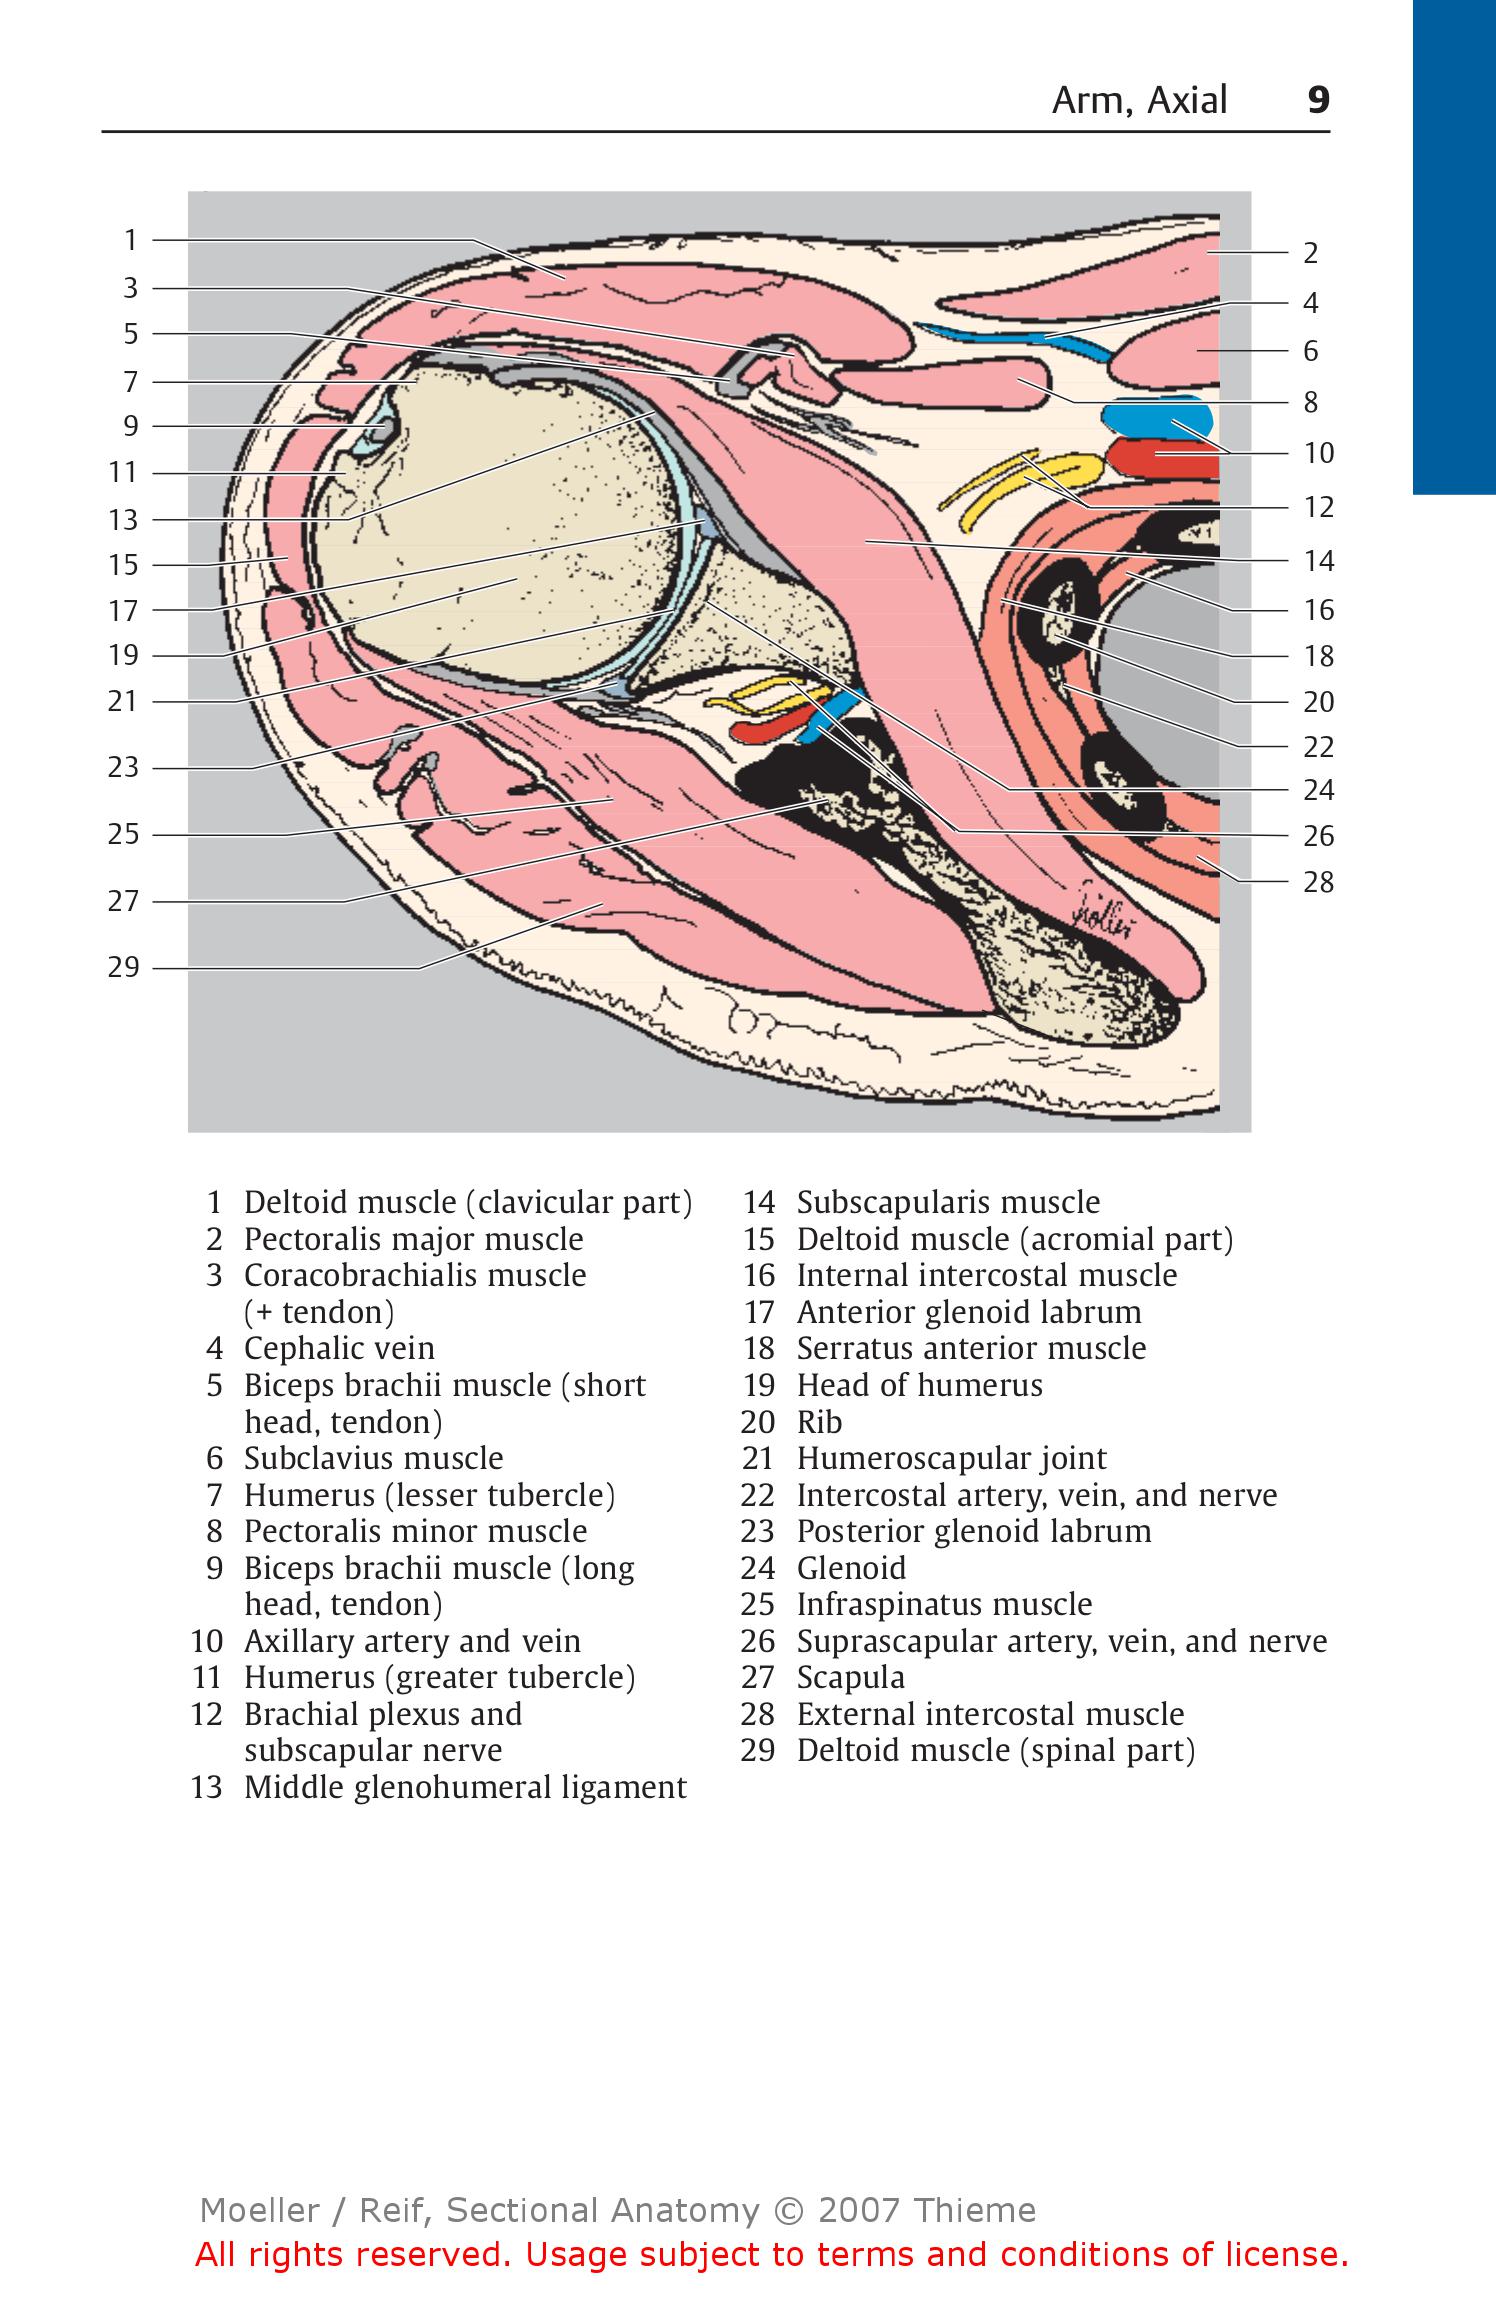 Arm, Axial 9
1
2
3
4
5
6
7
8
9
10
11
12
13
14
15
16
17
18
19
20
21
22
23
24
25
26
27
28
29
1 Deltoid muscle (clavicular part)
2 Pectoralis major muscle
3 Coracobrachialis muscle
(+ tendon)
4 Cephalic vein
5 Biceps brachii muscle (short
head, tendon)
6 Subclavius muscle
7 Humerus (lesser tubercle)
8 Pectoralis minor muscle
9 Biceps brachii muscle (long
head, tendon)
10 Axillary artery and vein
11 Humerus (greater tubercle)
12 Brachial plexus and
subscapular nerve
13 Middle glenohumeral ligament
14 Subscapularis muscle
15 Deltoid muscle (acromial part)
16 Internal intercostal muscle
17 Anterior glenoid labrum
18 Serratus anterior muscle
19 Head of humerus
20 Rib
21 Humeroscapular joint
22 Intercostal artery, vein, and nerve
23 Posterior glenoid labrum
24 Glenoid
25 Infraspinatus muscle
26 Suprascapular artery, vein, and nerve
27 Scapula
28 External intercostal muscle
29 Deltoid muscle (spinal part)
Moeller / Reif, Sectional Anatomy © 2007 Thieme
All rights reserved. Usage subject to terms and conditions of license.